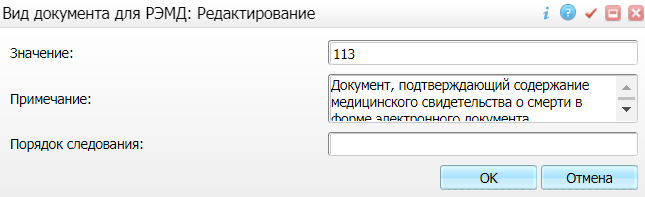 Вид документа для РЭМД: Редактирование
Значение:
113
Примечание:
Документ, подтверждающий содержание
медицинского свидетельства о смерти в
форме электронного документа
Порядок следования:
ОК
Отмена